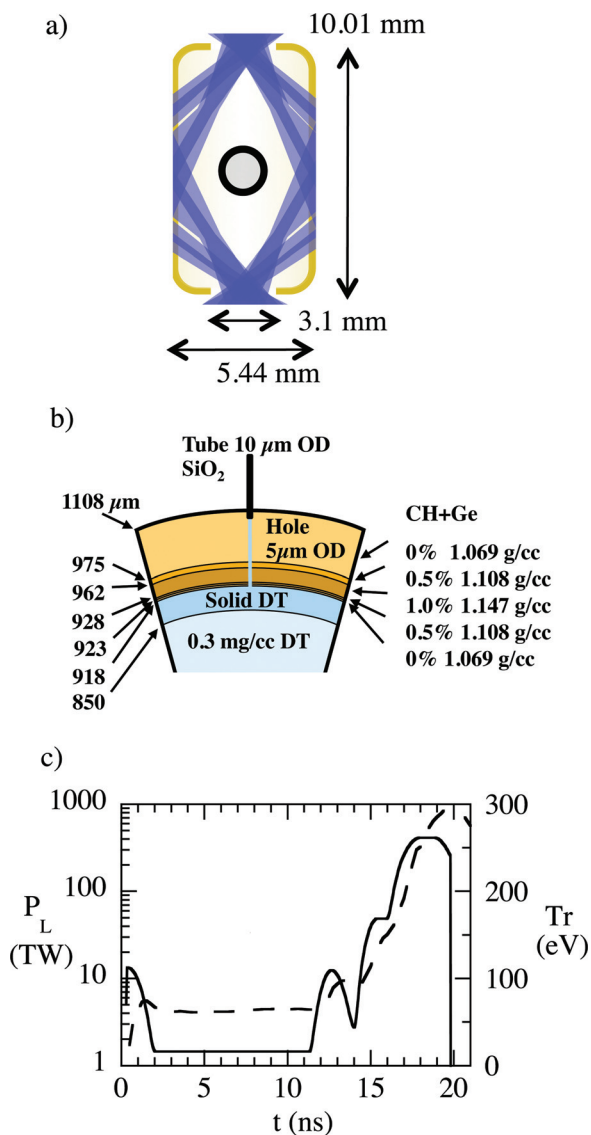 a)
10.01 mm
3.1 mm
5.44 mm
b)
Tube 10 µm OD
SiO₂
1108 µm
Hole
5µm OD
CH+Ge
975
962
928
923
918
850
Solid DT
0.3 mg/cc DT
0% 1.069 g/cc
0.5% 1.108 g/cc
1.0% 1.147 g/cc
0.5% 1.108 g/cc
0% 1.069 g/cc
c)
1000
100
10
1
P_L
(TW)
300
200
100
0
Tr
(eV)
0 5 10 15 20
t (ns)